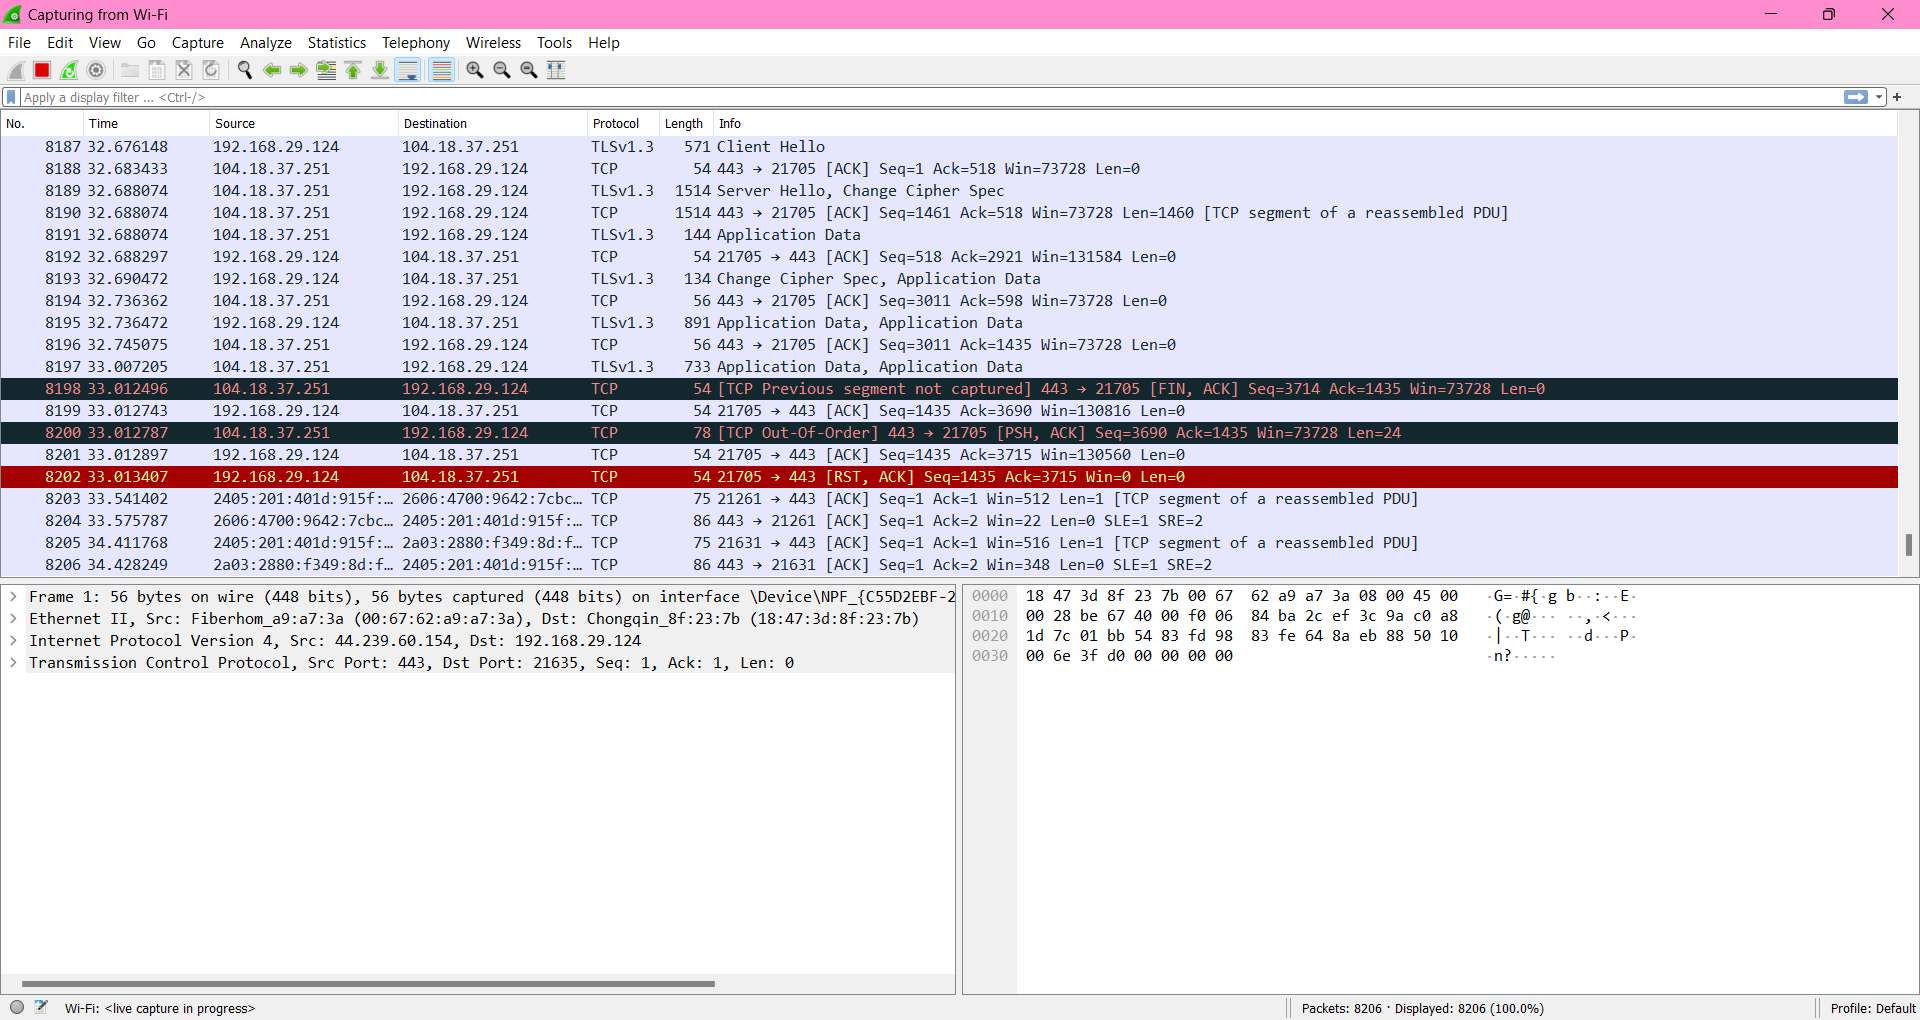 Capturing from Wi-Fi
File Edit View Go Capture Analyze Statistics Telephony Wireless Tools Help
Apply a display filter ... <Ctrl-/>
No. Time Source Destination Protocol Length Info
8187 32.676148 192.168.29.124 104.18.37.251 TLSv1.3 571 Client Hello
8188 32.683433 104.18.37.251 192.168.29.124 TCP 54 443 → 21705 [ACK] Seq=1 Ack=518 Win=73728 Len=0
8189 32.688074 104.18.37.251 192.168.29.124 TLSv1.3 1514 Server Hello, Change Cipher Spec
8190 32.688074 104.18.37.251 192.168.29.124 TCP 1514 443 → 21705 [ACK] Seq=1461 Ack=518 Win=73728 Len=1460 [TCP segment of a reassembled PDU]
8191 32.688074 104.18.37.251 192.168.29.124 TLSv1.3 144 Application Data
8192 32.688297 192.168.29.124 104.18.37.251 TCP 54 21705 → 443 [ACK] Seq=518 Ack=2921 Win=131584 Len=0
8193 32.690472 192.168.29.124 104.18.37.251 TLSv1.3 134 Change Cipher Spec, Application Data
8194 32.736362 104.18.37.251 192.168.29.124 TCP 56 443 → 21705 [ACK] Seq=3011 Ack=598 Win=73728 Len=0
8195 32.736472 192.168.29.124 104.18.37.251 TLSv1.3 891 Application Data, Application Data
8196 32.745075 104.18.37.251 192.168.29.124 TCP 56 443 → 21705 [ACK] Seq=3011 Ack=1435 Win=73728 Len=0
8197 33.007205 104.18.37.251 192.168.29.124 TLSv1.3 733 Application Data, Application Data
8198 33.012496 104.18.37.251 192.168.29.124 TCP 54 [TCP Previous segment not captured] 443 → 21705 [FIN, ACK] Seq=3714 Ack=1435 Win=73728 Len=0
8199 33.012743 192.168.29.124 104.18.37.251 TCP 54 21705 → 443 [ACK] Seq=1435 Ack=3690 Win=130816 Len=0
8200 33.012787 104.18.37.251 192.168.29.124 TCP 78 [TCP Out-Of-Order] 443 → 21705 [PSH, ACK] Seq=3690 Ack=1435 Win=73728 Len=24
8201 33.012897 192.168.29.124 104.18.37.251 TCP 54 21705 → 443 [ACK] Seq=1435 Ack=3715 Win=130560 Len=0
8202 33.013407 192.168.29.124 104.18.37.251 TCP 54 21705 → 443 [RST, ACK] Seq=1435 Ack=3715 Win=0 Len=0
8203 33.541402 2405:201:401d:915f:… 2606:4700:9642:7cbc… TCP 75 21261 → 443 [ACK] Seq=1 Ack=1 Win=512 Len=1 [TCP segment of a reassembled PDU]
8204 33.575787 2606:4700:9642:7cbc… 2405:201:401d:915f:… TCP 86 443 → 21261 [ACK] Seq=1 Ack=2 Win=22 Len=0 SLE=1 SRE=2
8205 34.411768 2405:201:401d:915f:… 2a03:2880:f349:8d:f… TCP 75 21631 → 443 [ACK] Seq=1 Ack=1 Win=516 Len=1 [TCP segment of a reassembled PDU]
8206 34.428249 2a03:2880:f349:8d:f… 2405:201:401d:915f:… TCP 86 443 → 21631 [ACK] Seq=1 Ack=2 Win=348 Len=0 SLE=1 SRE=2
Frame 1: 56 bytes on wire (448 bits), 56 bytes captured (448 bits) on interface \Device\NPF_{C55D2EBF-2
Ethernet II, Src: Fiberhom_a9:a7:3a (00:67:62:a9:a7:3a), Dst: Chongqin_8f:23:7b (18:47:3d:8f:23:7b)
Internet Protocol Version 4, Src: 44.239.60.154, Dst: 192.168.29.124
Transmission Control Protocol, Src Port: 443, Dst Port: 21635, Seq: 1, Ack: 1, Len: 0
0000 18 47 3d 8f 23 7b 00 67 62 a9 a7 3a 08 00 45 00 ·G=·#{·g b··:··E·
0010 00 28 be 67 40 00 f0 06 84 ba 2c ef 3c 9a c0 a8 ·(·g@··· ··,·<···
0020 1d 7c 01 bb 54 83 fd 98 83 fe 64 8a eb 88 50 10 ·|··T··· ··d···P·
0030 00 6e 3f d0 00 00 00 00 ·n?·····
Wi-Fi: <live capture in progress> Packets: 8206 · Displayed: 8206 (100.0%) Profile: Default